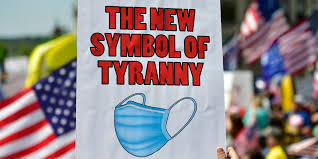 THE NEW
SYMBOL OF
TYRANNY